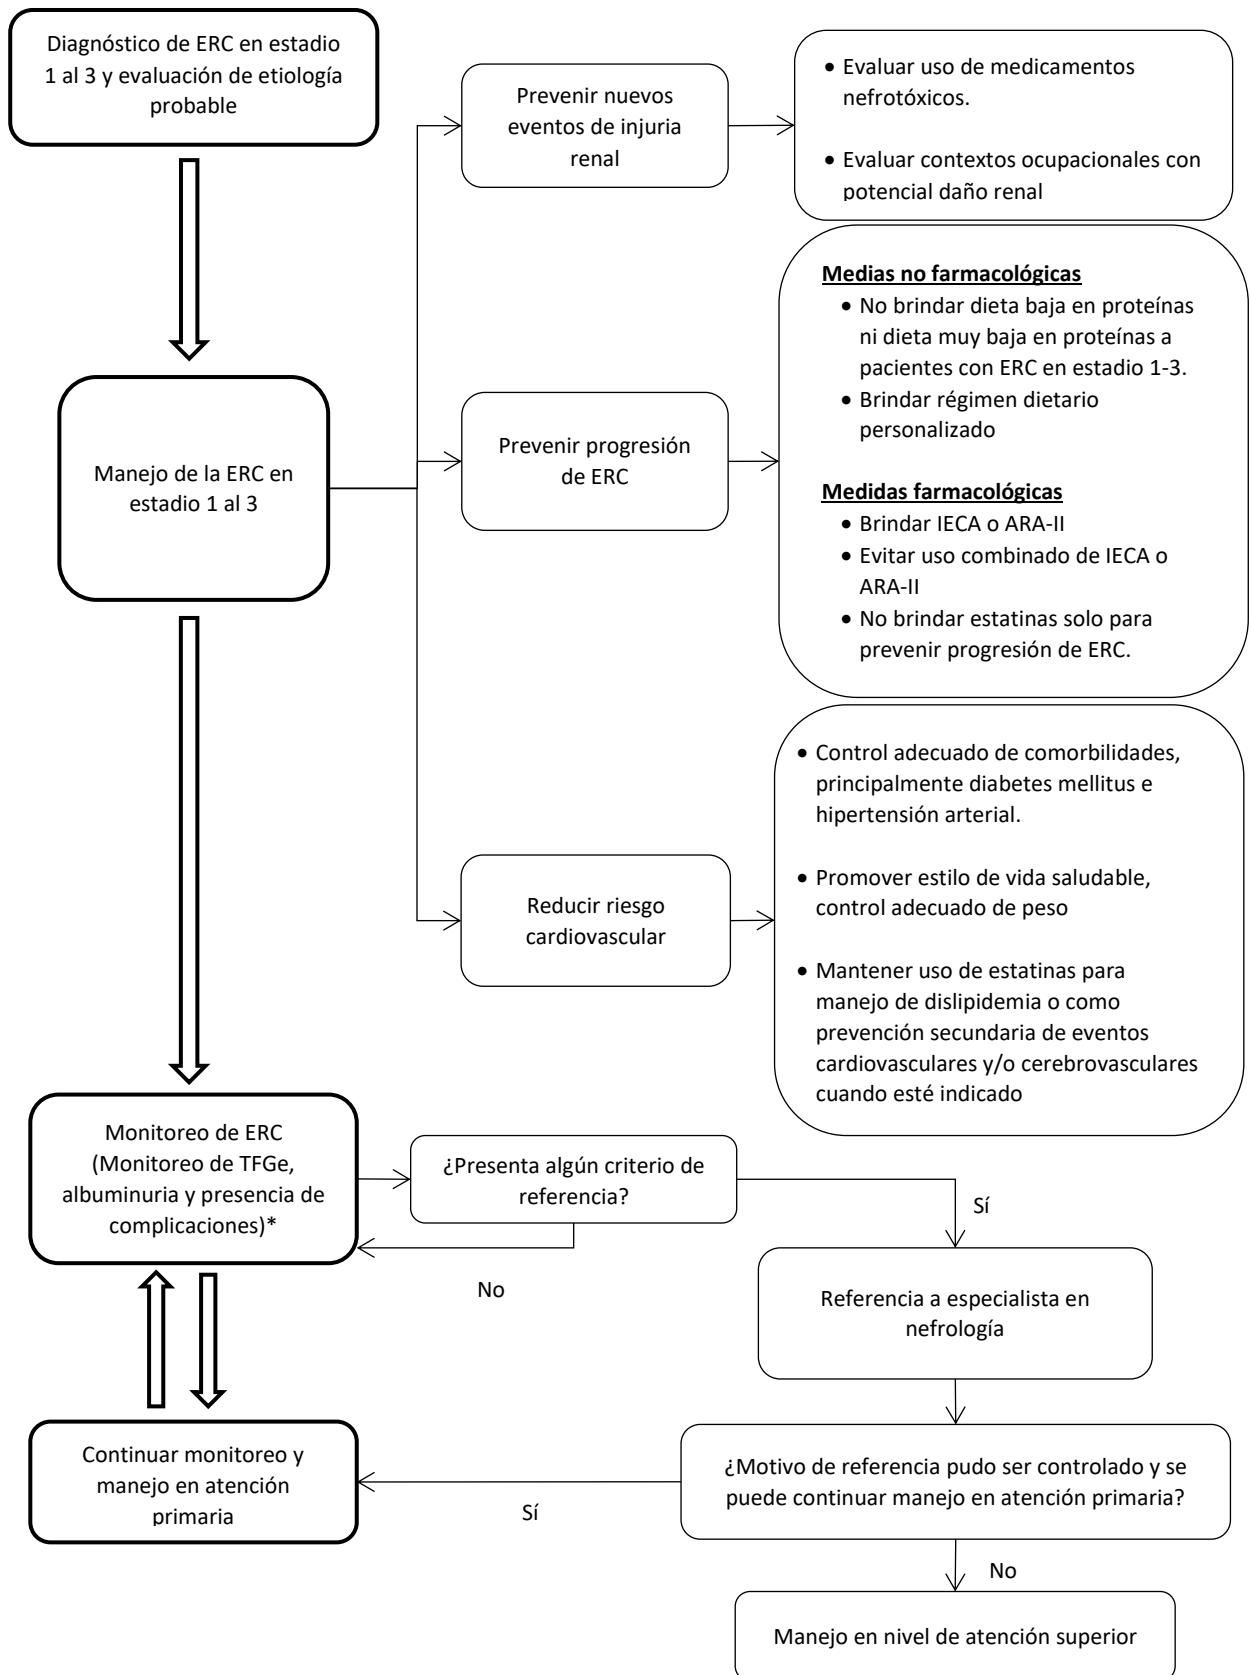 Diagnóstico de ERC en estadio
1 al 3 y evaluación de etiología
probable
Prevenir nuevos
eventos de injuria
renal
• Evaluar uso de medicamentos
nefrotóxicos.
• Evaluar contextos ocupacionales con
potencial daño renal
Manejo de la ERC en
estadio 1 al 3
Prevenir progresión
de ERC
Medias no farmacológicas
• No brindar dieta baja en proteínas
ni dieta muy baja en proteínas a
pacientes con ERC en estadio 1-3.
• Brindar régimen dietario
personalizado
Medidas farmacológicas
• Brindar IECA o ARA-II
• Evitar uso combinado de IECA o
ARA-II
• No brindar estatinas solo para
prevenir progresión de ERC.
Reducir riesgo
cardiovascular
• Control adecuado de comorbilidades,
principalmente diabetes mellitus e
hipertensión arterial.
• Promover estilo de vida saludable,
control adecuado de peso
• Mantener uso de estatinas para
manejo de dislipidemia o como
prevención secundaria de eventos
cardiovasculares y/o cerebrovasculares
cuando esté indicado
Monitoreo de ERC
(Monitoreo de TFGe,
albuminuria y presencia de
complicaciones)*
¿Presenta algún criterio de
referencia?
Sí
No
Referencia a especialista en
nefrología
¿Motivo de referencia pudo ser controlado y se
puede continuar manejo en atención primaria?
Sí
Continuar monitoreo y
manejo en atención
primaria
No
Manejo en nivel de atención superior